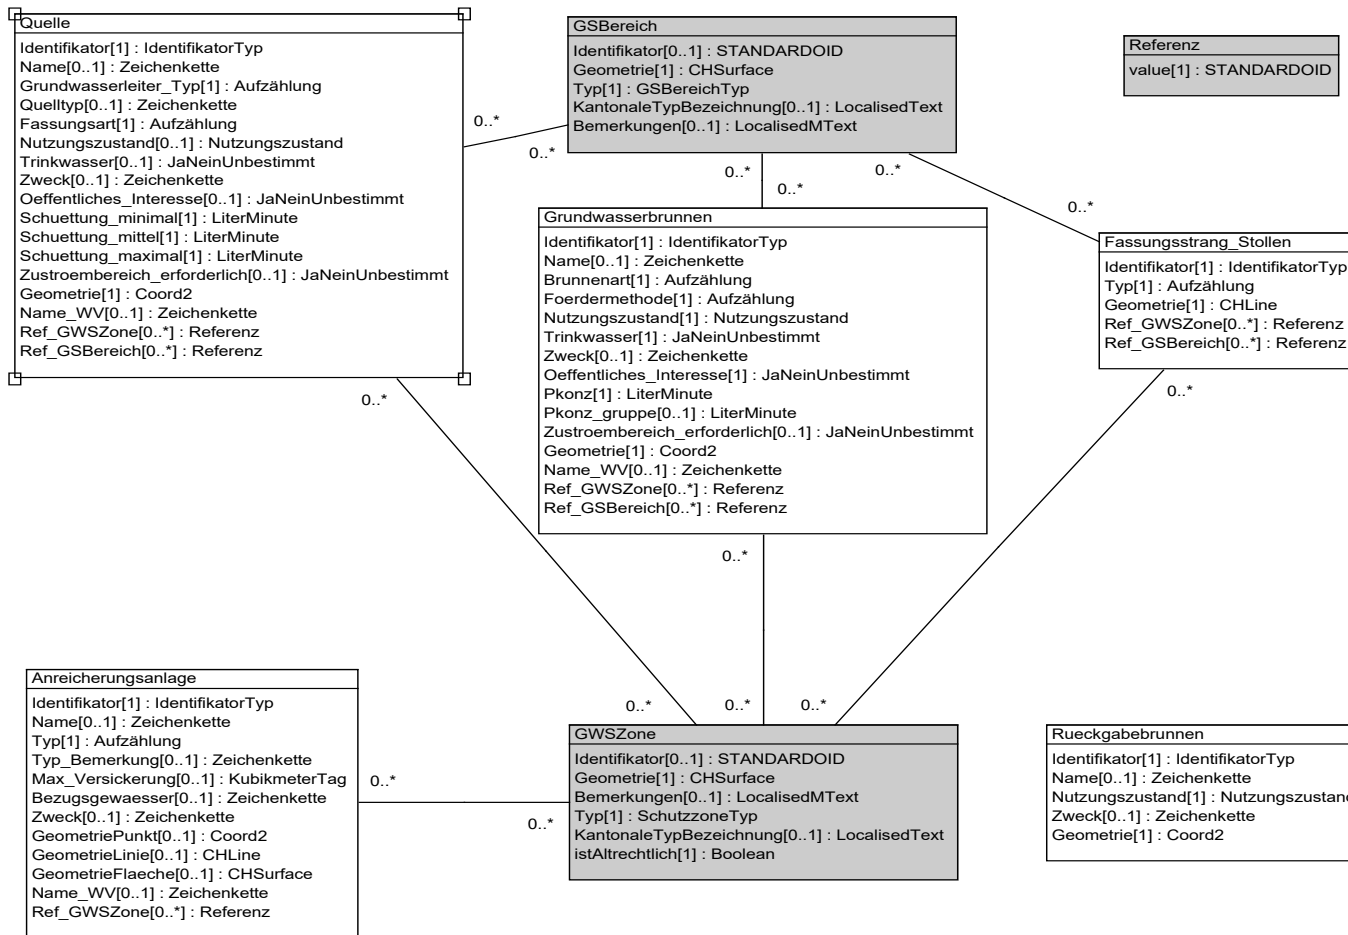 Quelle
Identifikator[1] : IdentifikatorTyp
Name[0..1] : Zeichenkette
Grundwasserleiter_Typ[1] : Aufzählung
Quelltyp[0..1] : Zeichenkette
Fassungsart[1] : Aufzählung
Nutzungszustand[0..1] : Nutzungszustand
Trinkwasser[0..1] : JaNeinUnbestimmt
Zweck[0..1] : Zeichenkette
Oeffentliches_Interesse[0..1] : JaNeinUnbestimmt
Schuettung_minimal[1] : LiterMinute
Schuettung_mittel[1] : LiterMinute
Schuettung_maximal[1] : LiterMinute
Zustroembereich_erforderlich[0..1] : JaNeinUnbestimmt
Geometrie[1] : Coord2
Name_WV[0..1] : Zeichenkette
Ref_GWSZone[0..*] : Referenz
Ref_GSBereich[0..*] : Referenz
0..*
0..*
GSBereich
Identifikator[0..1] : STANDARDOID
Geometrie[1] : CHSurface
Typ[1] : GSBereichTyp
KantonaleTypBezeichnung[0..1] : LocalisedText
Bemerkungen[0..1] : LocalisedMText
Referenz
value[1] : STANDARDOID
0..*
0..*
0..*
0..*
Grundwasserbrunnen
Identifikator[1] : IdentifikatorTyp
Name[0..1] : Zeichenkette
Brunnenart[1] : Aufzählung
Foerdermethode[1] : Aufzählung
Nutzungszustand[1] : Nutzungszustand
Trinkwasser[1] : JaNeinUnbestimmt
Zweck[0..1] : Zeichenkette
Oeffentliches_Interesse[1] : JaNeinUnbestimmt
Pkonz[1] : LiterMinute
Pkonz_gruppe[0..1] : LiterMinute
Zustroembereich_erforderlich[0..1] : JaNeinUnbestimmt
Geometrie[1] : Coord2
Name_WV[0..1] : Zeichenkette
Ref_GWSZone[0..*] : Referenz
Ref_GSBereich[0..*] : Referenz
Fassungsstrang_Stollen
Identifikator[1] : IdentifikatorTyp
Typ[1] : Aufzählung
Geometrie[1] : CHLine
Ref_GWSZone[0..*] : Referenz
Ref_GSBereich[0..*] : Referenz
0..*
0..*
0..*
0..*
0..*
0..*
Anreicherungsanlage
Identifikator[1] : IdentifikatorTyp
Name[0..1] : Zeichenkette
Typ[1] : Aufzählung
Typ_Bemerkung[0..1] : Zeichenkette
Max_Versickerung[0..1] : KubikmeterTag
Bezugsgewaesser[0..1] : Zeichenkette
Zweck[0..1] : Zeichenkette
GeometriePunkt[0..1] : Coord2
GeometrieLinie[0..1] : CHLine
GeometrieFlaeche[0..1] : CHSurface
Name_WV[0..1] : Zeichenkette
Ref_GWSZone[0..*] : Referenz
0..*
0..*
GWSZone
Identifikator[0..1] : STANDARDOID
Geometrie[1] : CHSurface
Bemerkungen[0..1] : LocalisedMText
Typ[1] : SchutzzoneTyp
KantonaleTypBezeichnung[0..1] : LocalisedText
istAltrechtlich[1] : Boolean
Rueckgabebrunnen
Identifikator[1] : IdentifikatorTyp
Name[0..1] : Zeichenkette
Nutzungszustand[1] : Nutzungszustand
Zweck[0..1] : Zeichenkette
Geometrie[1] : Coord2